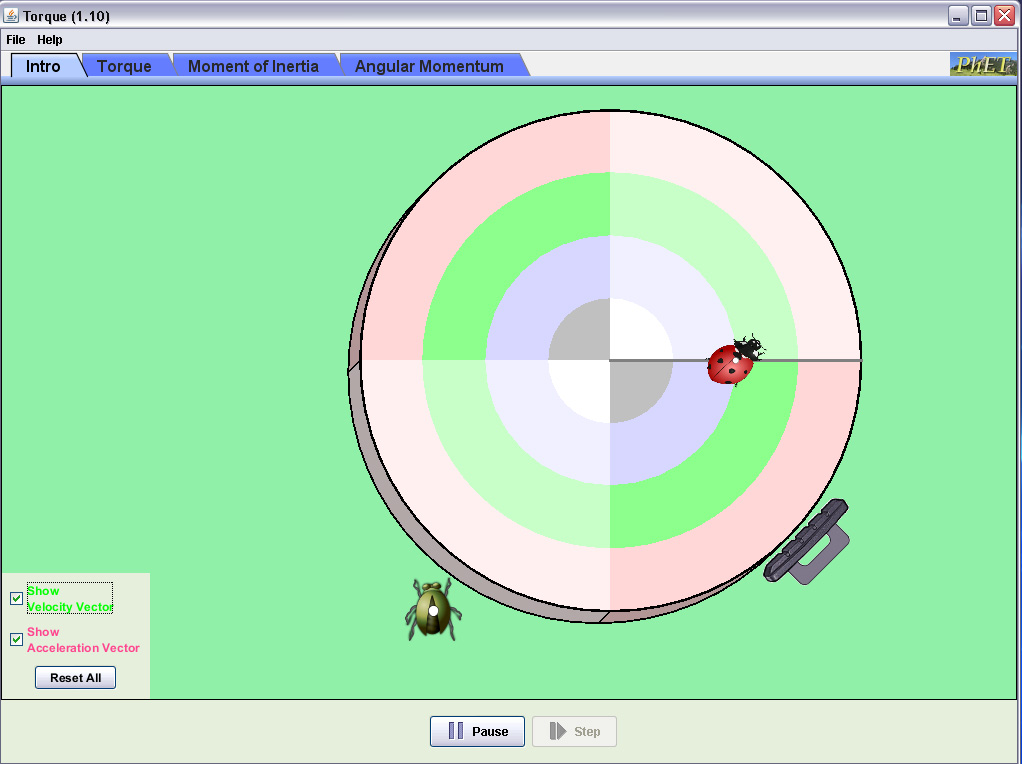 Torque (1.10)
File Help
Intro Torque Moment of Inertia Angular Momentum PhET
Show
Velocity Vector
Show
Acceleration Vector
Reset All
Pause Step